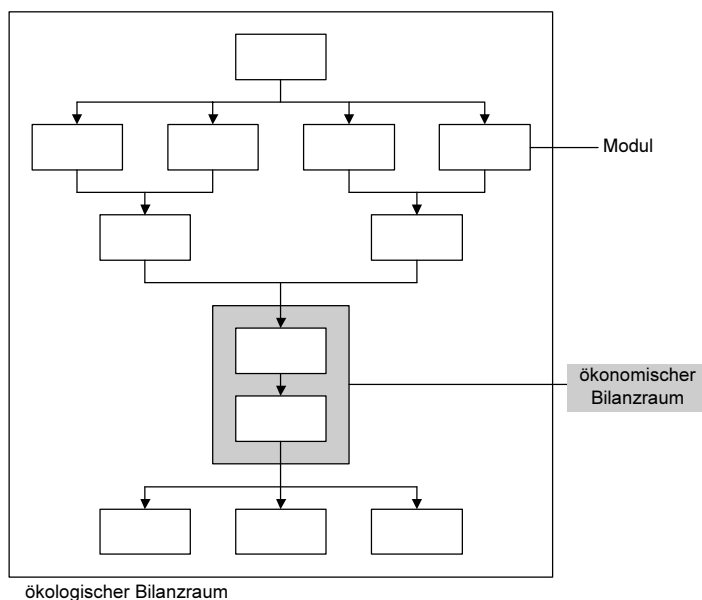 Modul
ökonomischer
Bilanzraum
ökologischer Bilanzraum